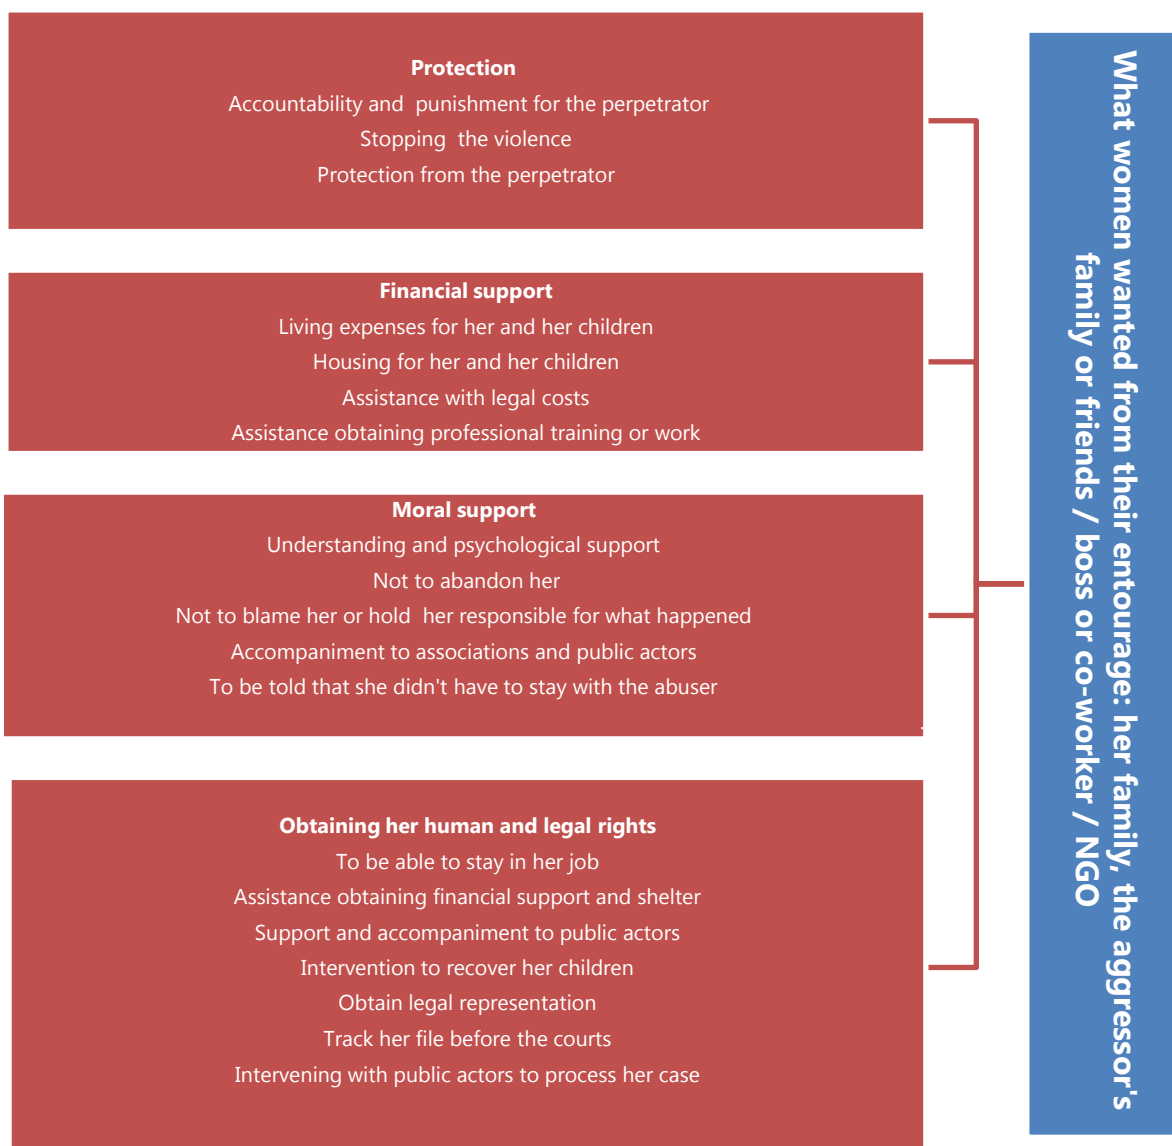 Protection
Accountability and  punishment for the perpetrator
Stopping  the violence
Protection from the perpetrator
Financial support
Living expenses for her and her children
Housing for her and her children
Assistance with legal costs
Assistance obtaining professional training or work
Moral support
Understanding and psychological support
Not to abandon her
Not to blame her or hold  her responsible for what happened
Accompaniment to associations and public actors
To be told that she didn't have to stay with the abuser
Obtaining her human and legal rights
To be able to stay in her job
Assistance obtaining financial support and shelter
Support and accompaniment to public actors
Intervention to recover her children
Obtain legal representation
Track her file before the courts
Intervening with public actors to process her case
What women wanted from their entourage: her family, the aggressor's
family or friends / boss or co-worker / NGO